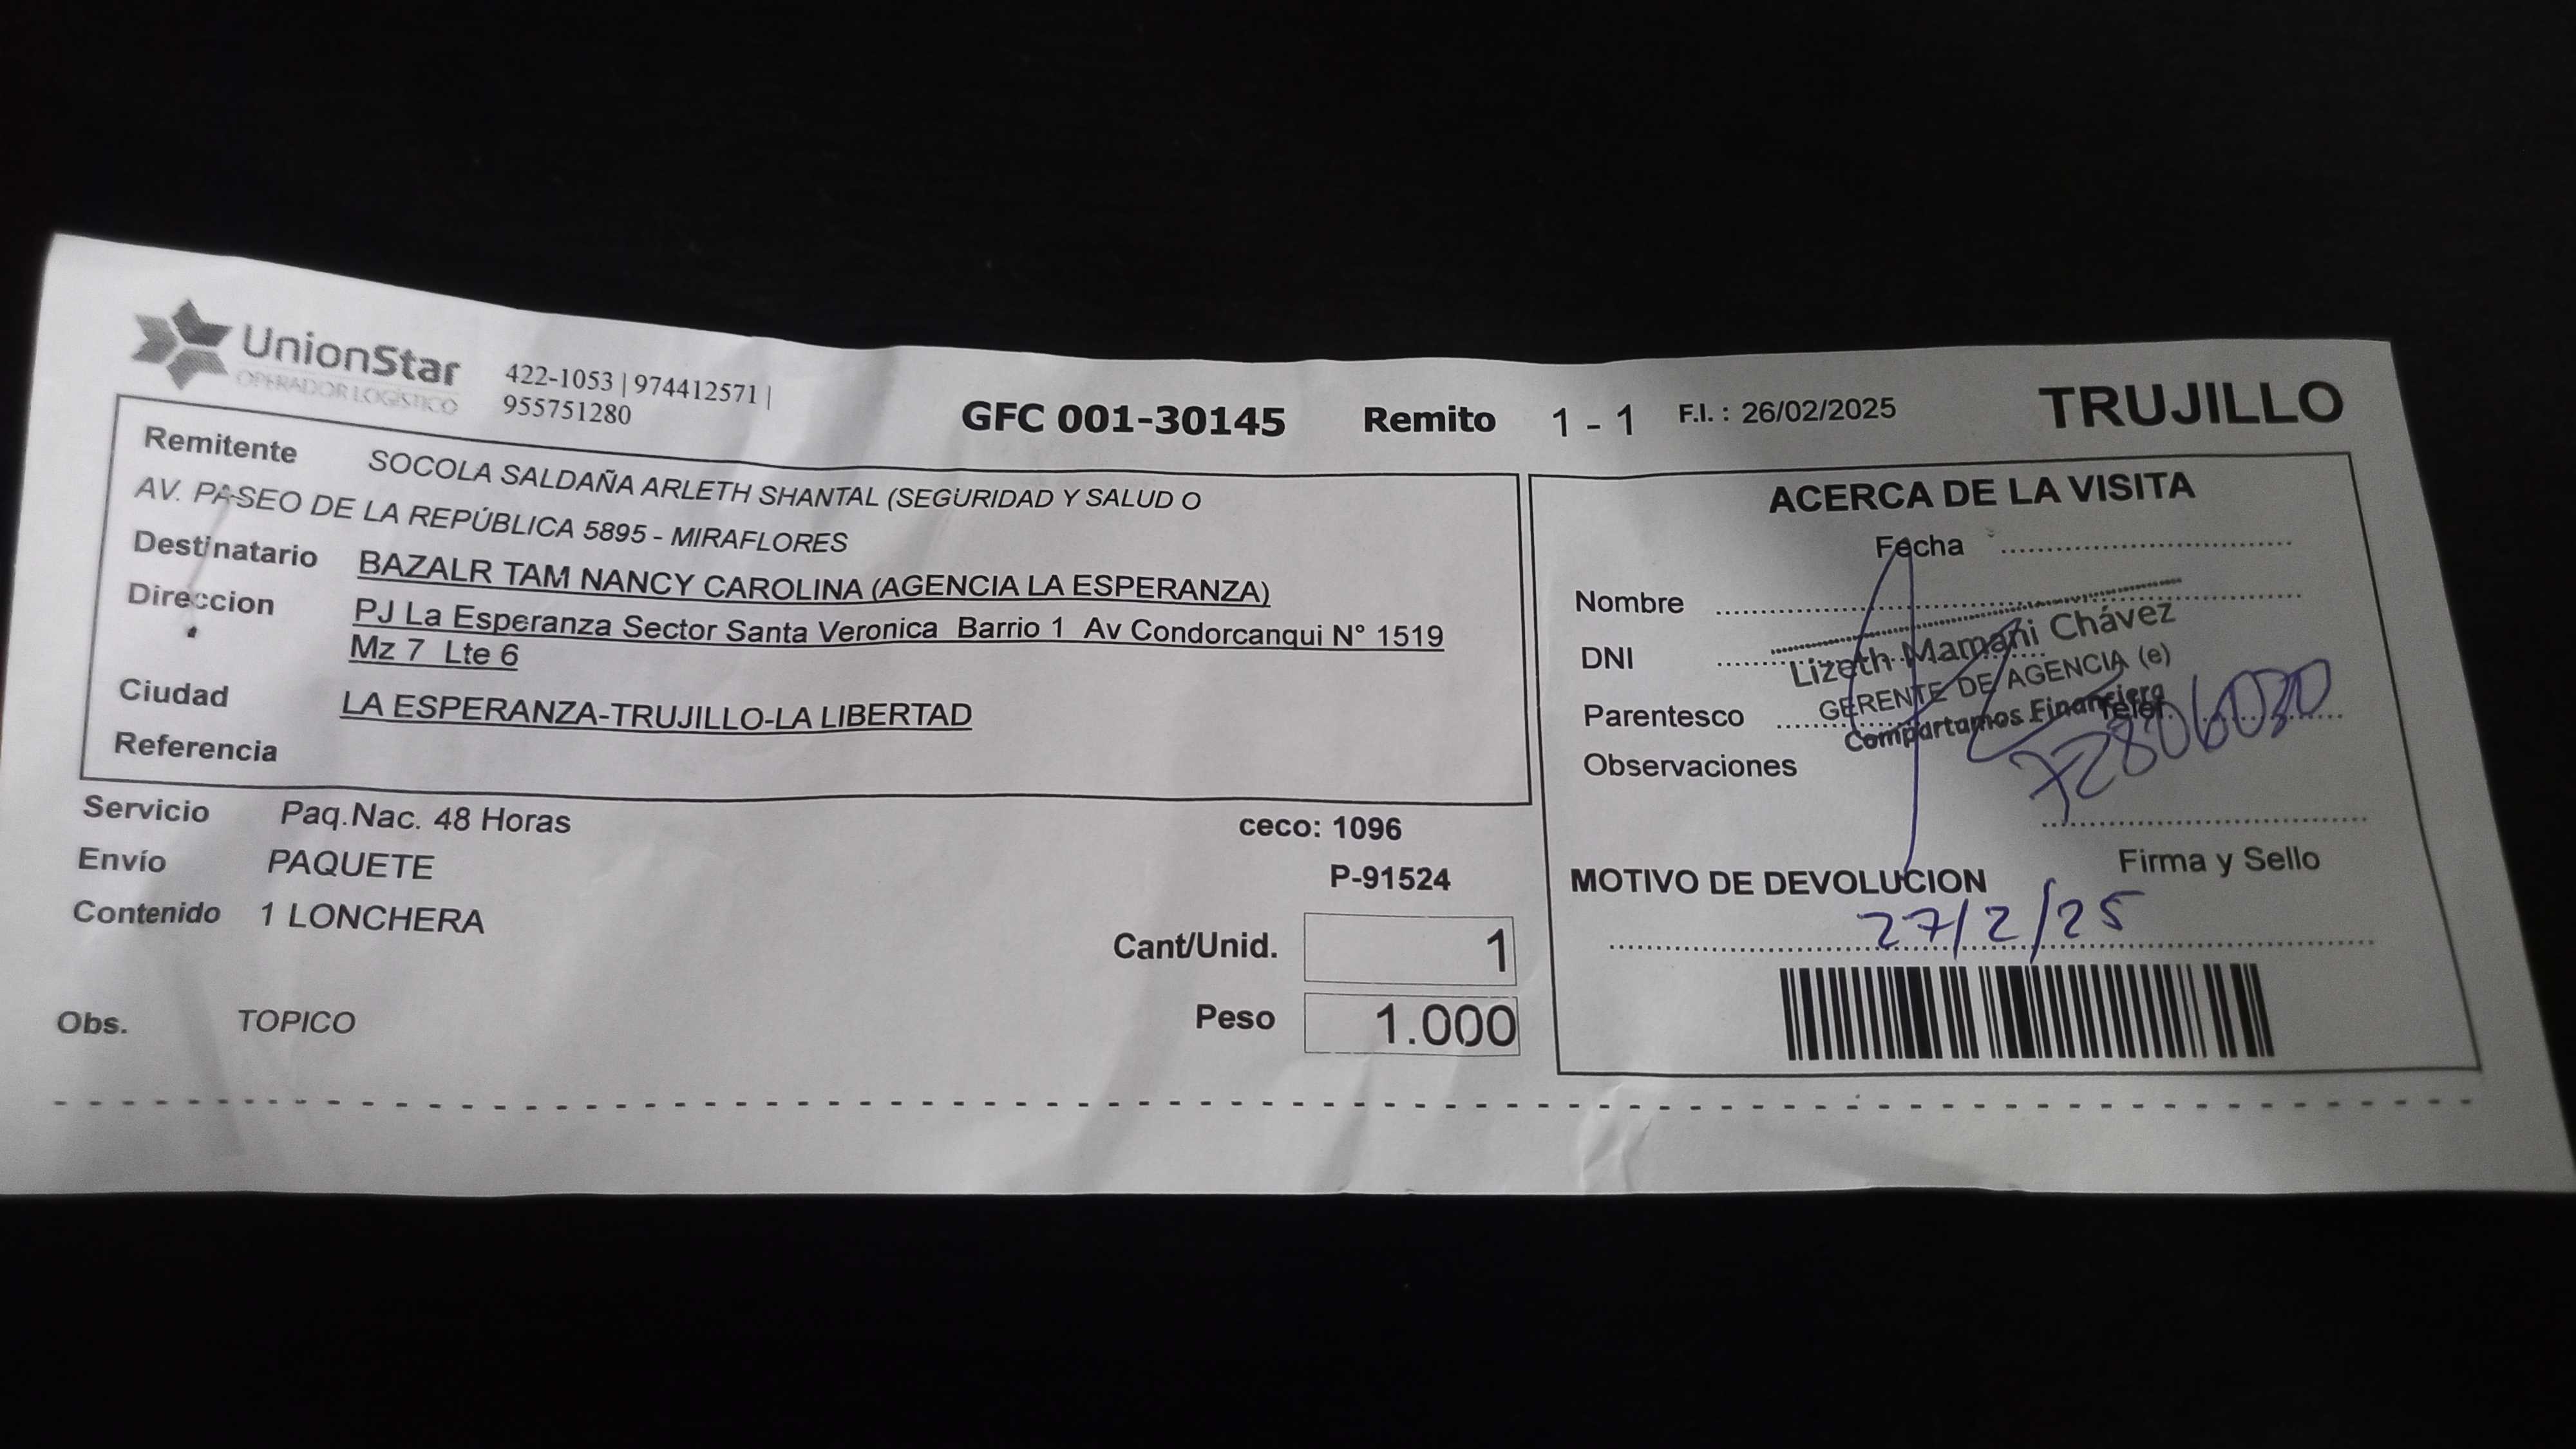 UnionStar
OPERADOR LOGÍSTICO
422-1053 | 974412571 |
955751280
GFC 001-30145 Remito 1 - 1 F.I. : 26/02/2025 TRUJILLO
Remitente SOCOLA SALDAÑA ARLETH SHANTAL (SEGURIDAD Y SALUD O
AV. PASEO DE LA REPÚBLICA 5895 - MIRAFLORES
Destinatario BAZALR TAM NANCY CAROLINA (AGENCIA LA ESPERANZA)
Direccion PJ La Esperanza Sector Santa Veronica Barrio 1 Av Condorcanqui N° 1519
Mz 7 Lte 6
Ciudad LA ESPERANZA-TRUJILLO-LA LIBERTAD
Referencia
Servicio Paq.Nac. 48 Horas
Envío PAQUETE
Contenido 1 LONCHERA
Obs. TOPICO
ceco: 1096
P-91524
Cant/Unid. 1
Peso 1.000
ACERCA DE LA VISITA
Fecha
Nombre
DNI
Lizeth Mamani Chávez
GERENTE DE AGENCIA (e)
Parentesco
Compartamos Financiera
Telef.
72806030
Observaciones
Firma y Sello
MOTIVO DE DEVOLUCION
27/2/25